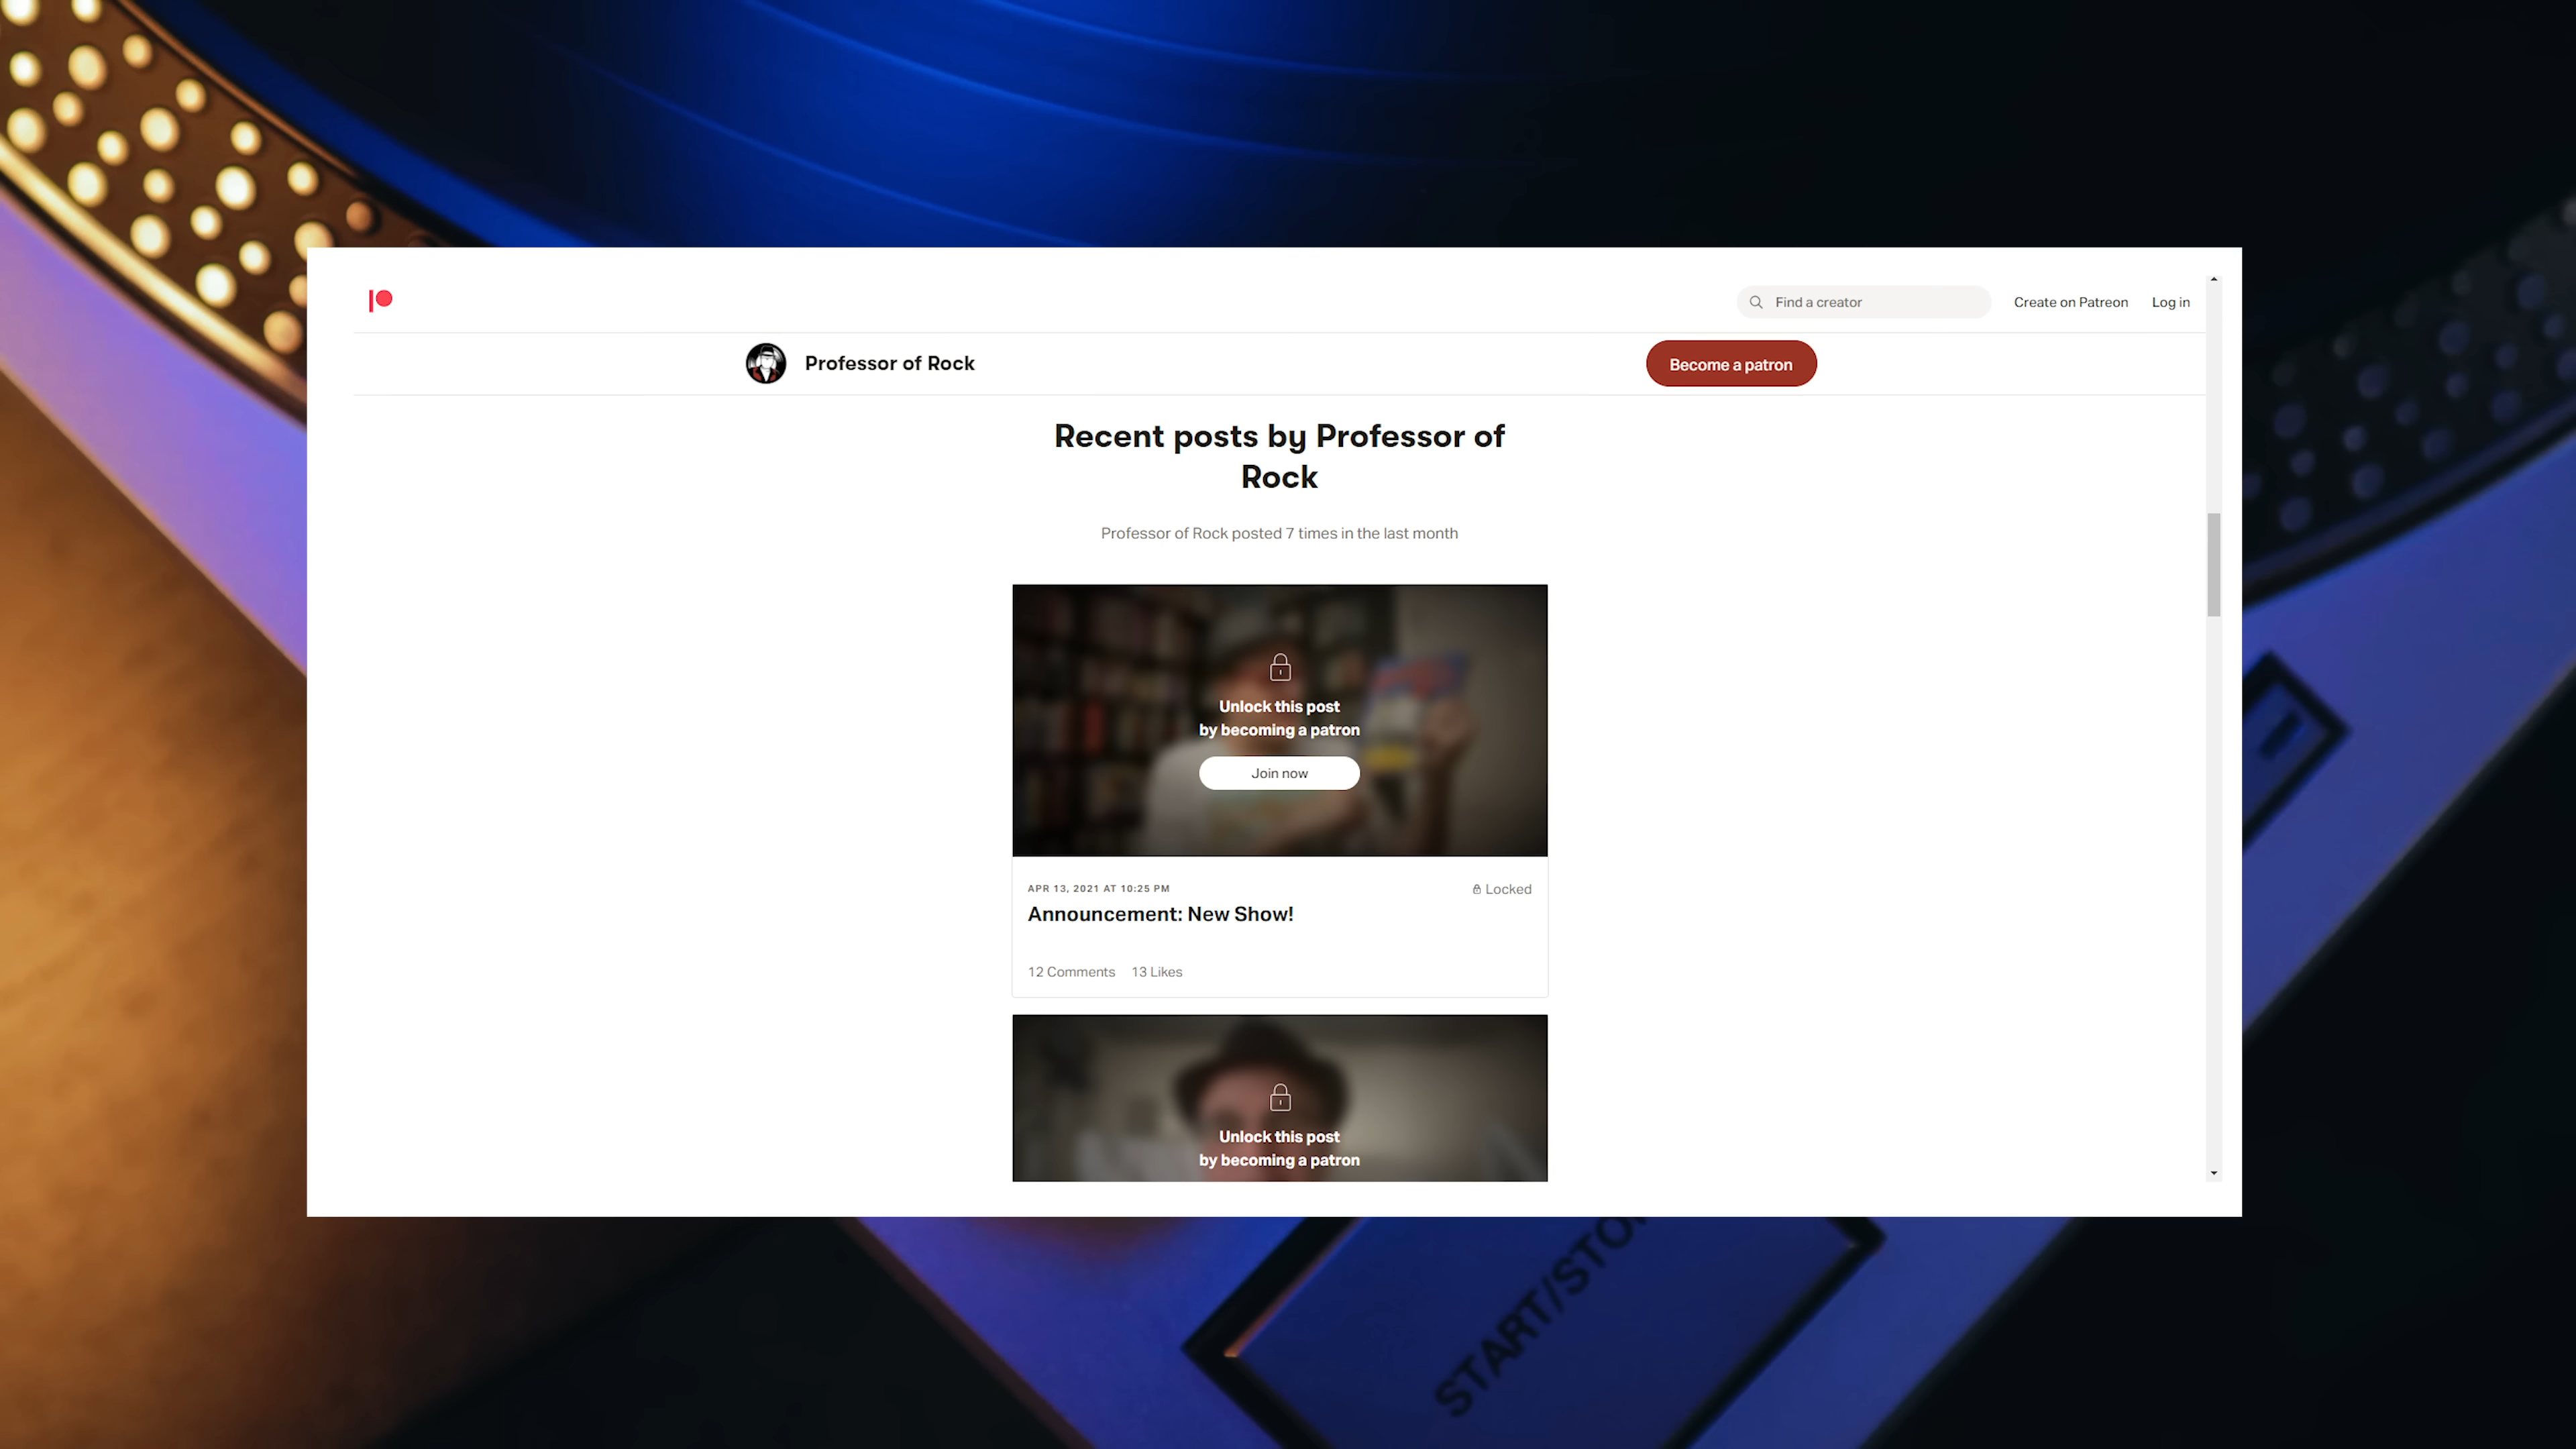 Find a creator
Create on Patreon
Log in
Professor of Rock
Become a patron
Recent posts by Professor of
Rock
Professor of Rock posted 7 times in the last month
Unlock this post
by becoming a patron
Join now
APR 13, 2021 AT 10:25 PM
Locked
Announcement: New Show!
12 Comments
13 Likes
Unlock this post
by becoming a patron
START/STO